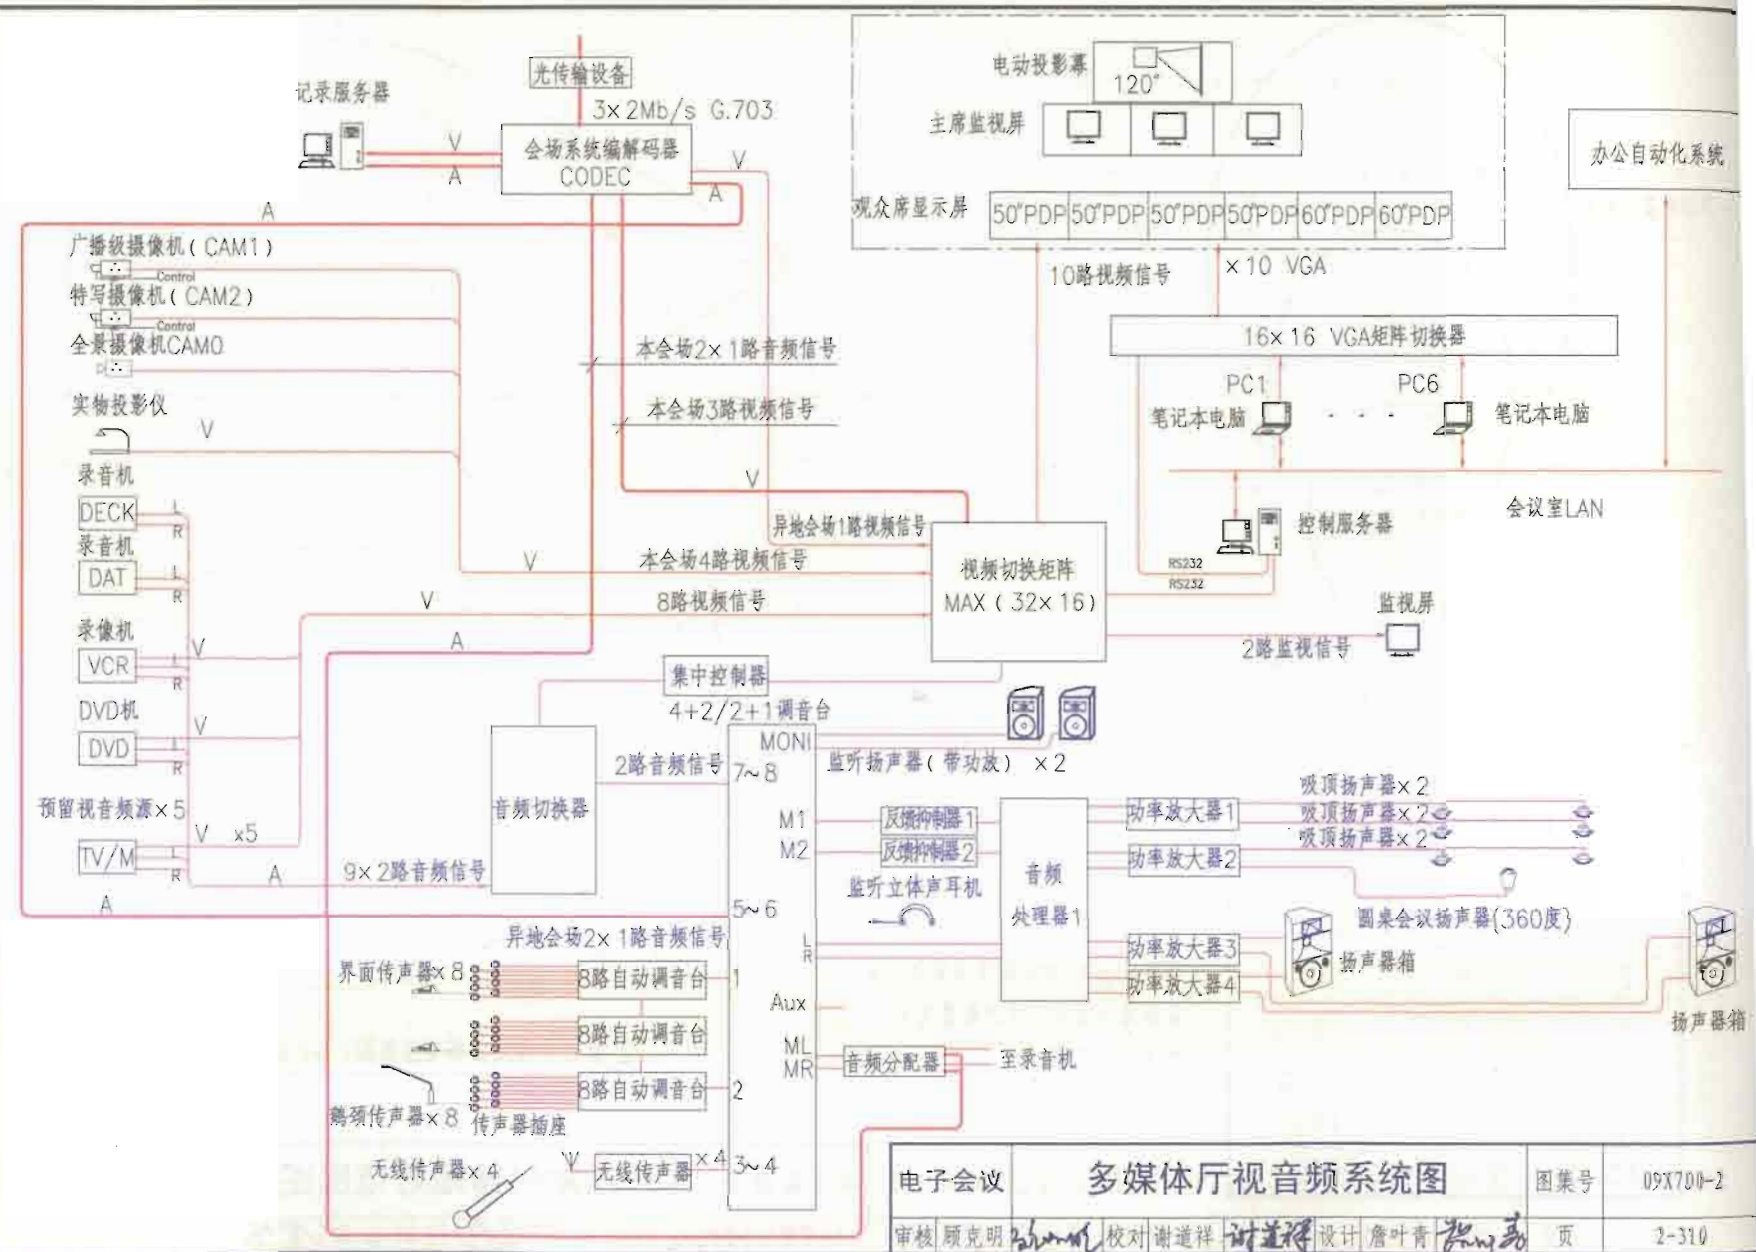 光传输设备
3×2Mb/s G.703
记录服务器
V
A
会场系统编解码器
CODEC
V
A
电动投影幕
120°
主席监视屏
观众席显示屏
50"PDP 50"PDP 50"PDP 50"PDP 60"PDP 60"PDP
办公自动化系统
10路视频信号
×10 VGA
16×16 VGA矩阵切换器
PC1
PC6
笔记本电脑
· · ·
笔记本电脑
会议室LAN
控制服务器
RS232
RS232
A
广播级摄像机(CAM1)
Control
特写摄像机(CAM2)
Control
全景摄像机CAM0
实物投影仪
V
本会场2×1路音频信号
本会场3路视频信号
V
异地会场1路视频信号
V
本会场4路视频信号
V
8路视频信号
A
视频切换矩阵
MAX(32×16)
监视屏
2路监视信号
录音机
DECK
L
R
录音机
DAT
L
R
录像机
VCR
V
L
R
DVD机
DVD
V
L
R
预留视音频源×5
TV/M
V
x5
L
R
A
9×2路音频信号
A
集中控制器
4+2/2+1调音台
音频切换器
2路音频信号
MONI
7~8
监听扬声器(带功放) ×2
M1
反馈抑制器1
M2
反馈抑制器2
监听立体声耳机
5~6
异地会场2×1路音频信号
L
R
音频
处理器1
功率放大器1
功率放大器2
功率放大器3
功率放大器4
吸顶扬声器×2
吸顶扬声器×2
吸顶扬声器×2
圆桌会议扬声器(360度)
扬声器箱
扬声器箱
界面传声器×8
8路自动调音台
1
8路自动调音台
8路自动调音台
2
鹅颈传声器×8
传声器插座
无线传声器×4
无线传声器
×4
3~4
Aux
ML
MR
音频分配器
至录音机
电子会议
多媒体厅视音频系统图
图集号
09X700-2
审核 顾克明
校对 谢道祥 谢道祥
设计 詹叶青
页
2-310